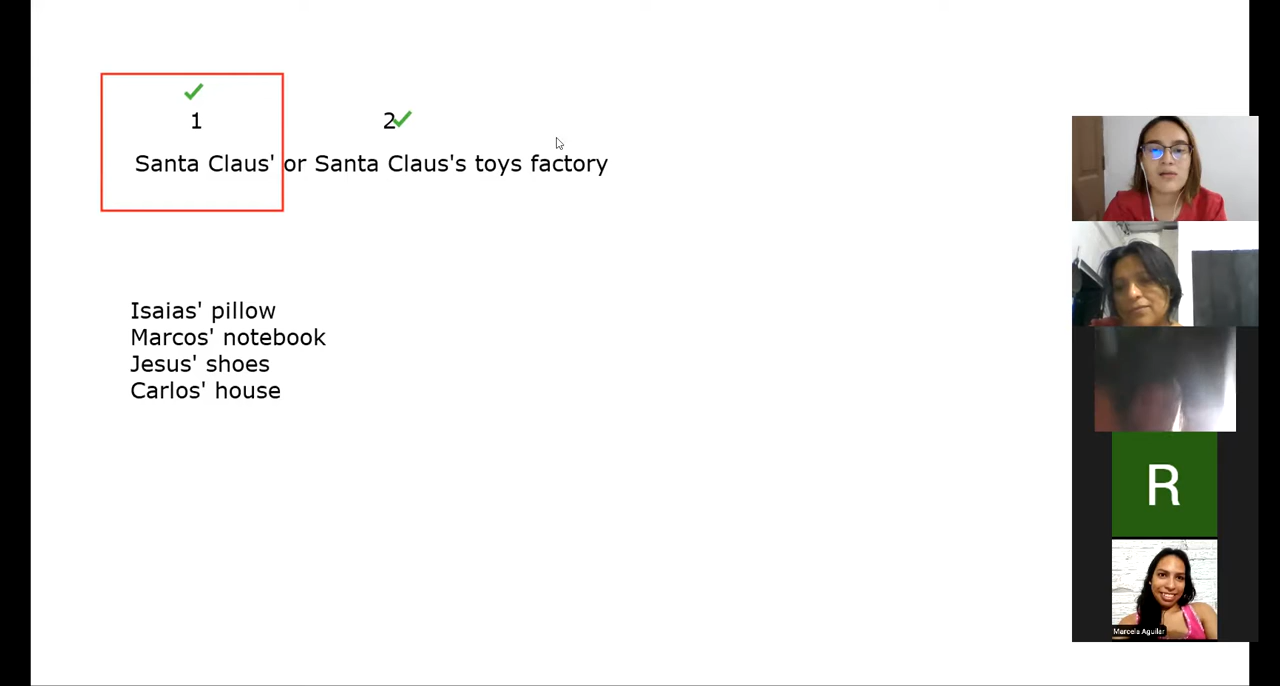 1 2
Santa Claus' or Santa Claus's toys factory
Isaias' pillow
Marcos' notebook
Jesus' shoes
Carlos' house
R
Marcela Aguilar